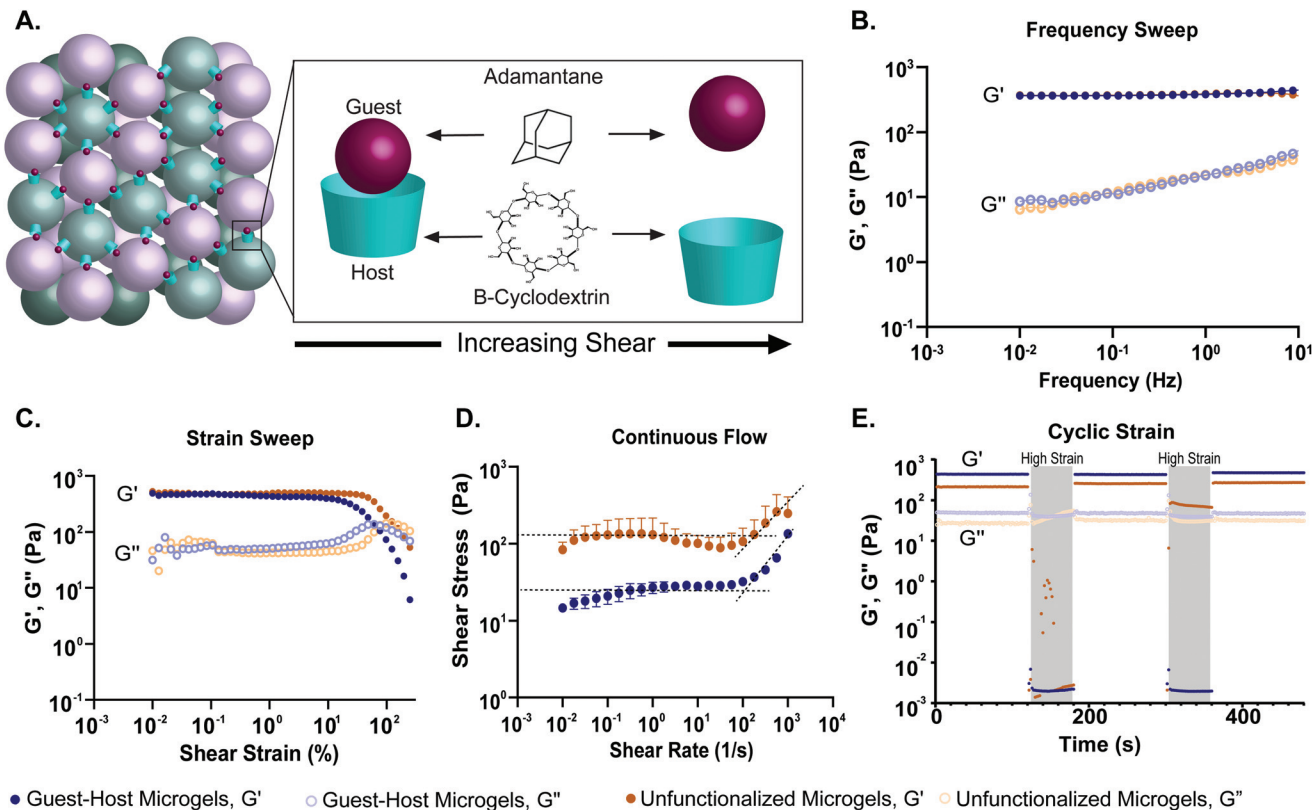 A.
Adamantane
Guest
Host
B-Cyclodextrin
Increasing Shear
B.
Frequency Sweep
G', G'' (Pa)
10³
10²
10¹
10⁰
10⁻¹
G'
G''
10⁻³ 10⁻² 10⁻¹ 10⁰ 10¹
Frequency (Hz)
C.
Strain Sweep
G', G'' (Pa)
10³
10²
10¹
10⁰
10⁻¹
G'
G''
10⁻³ 10⁻² 10⁻¹ 10⁰ 10¹ 10²
Shear Strain (%)
D.
Continuous Flow
Shear Stress (Pa)
10³
10²
10¹
10⁰
10⁻³ 10⁻² 10⁻¹ 10⁰ 10¹ 10² 10³ 10⁴
Shear Rate (1/s)
E.
Cyclic Strain
High Strain High Strain
G', G'' (Pa)
10³
10²
10¹
10⁰
10⁻¹
10⁻²
10⁻³
G'
G''
0 200 400
Time (s)
Guest-Host Microgels, G' Guest-Host Microgels, G'' Unfunctionalized Microgels, G' Unfunctionalized Microgels, G”